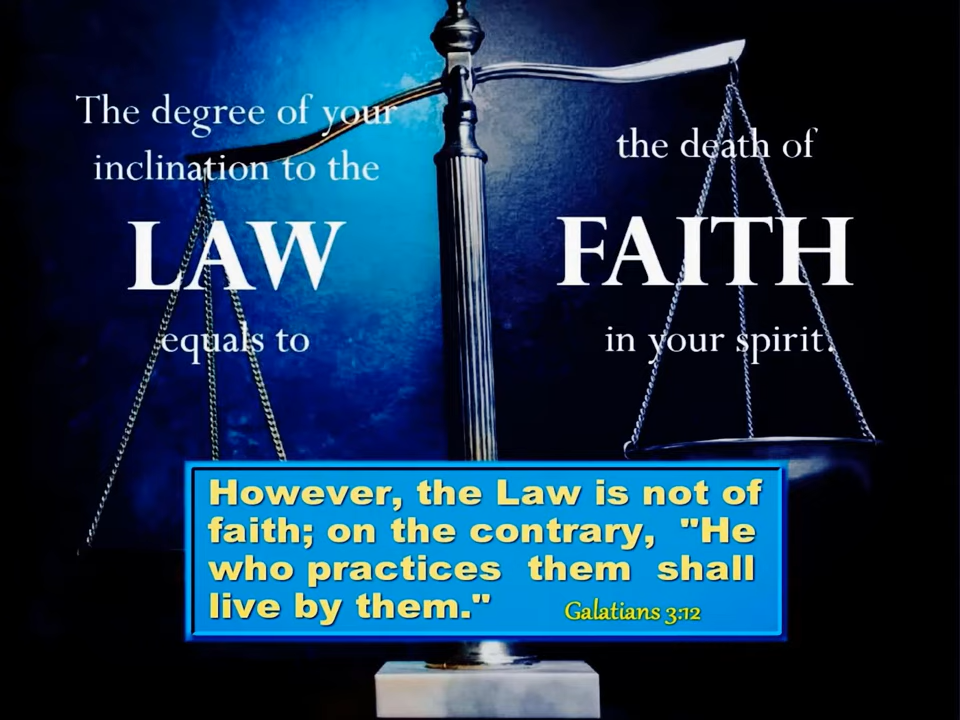 The degree of your
inclination to the
LAW
equals to
the death of
FAITH
in your spirit.
However, the Law is not of
faith; on the contrary, "He
who practices them shall
live by them." Galatians 3:12